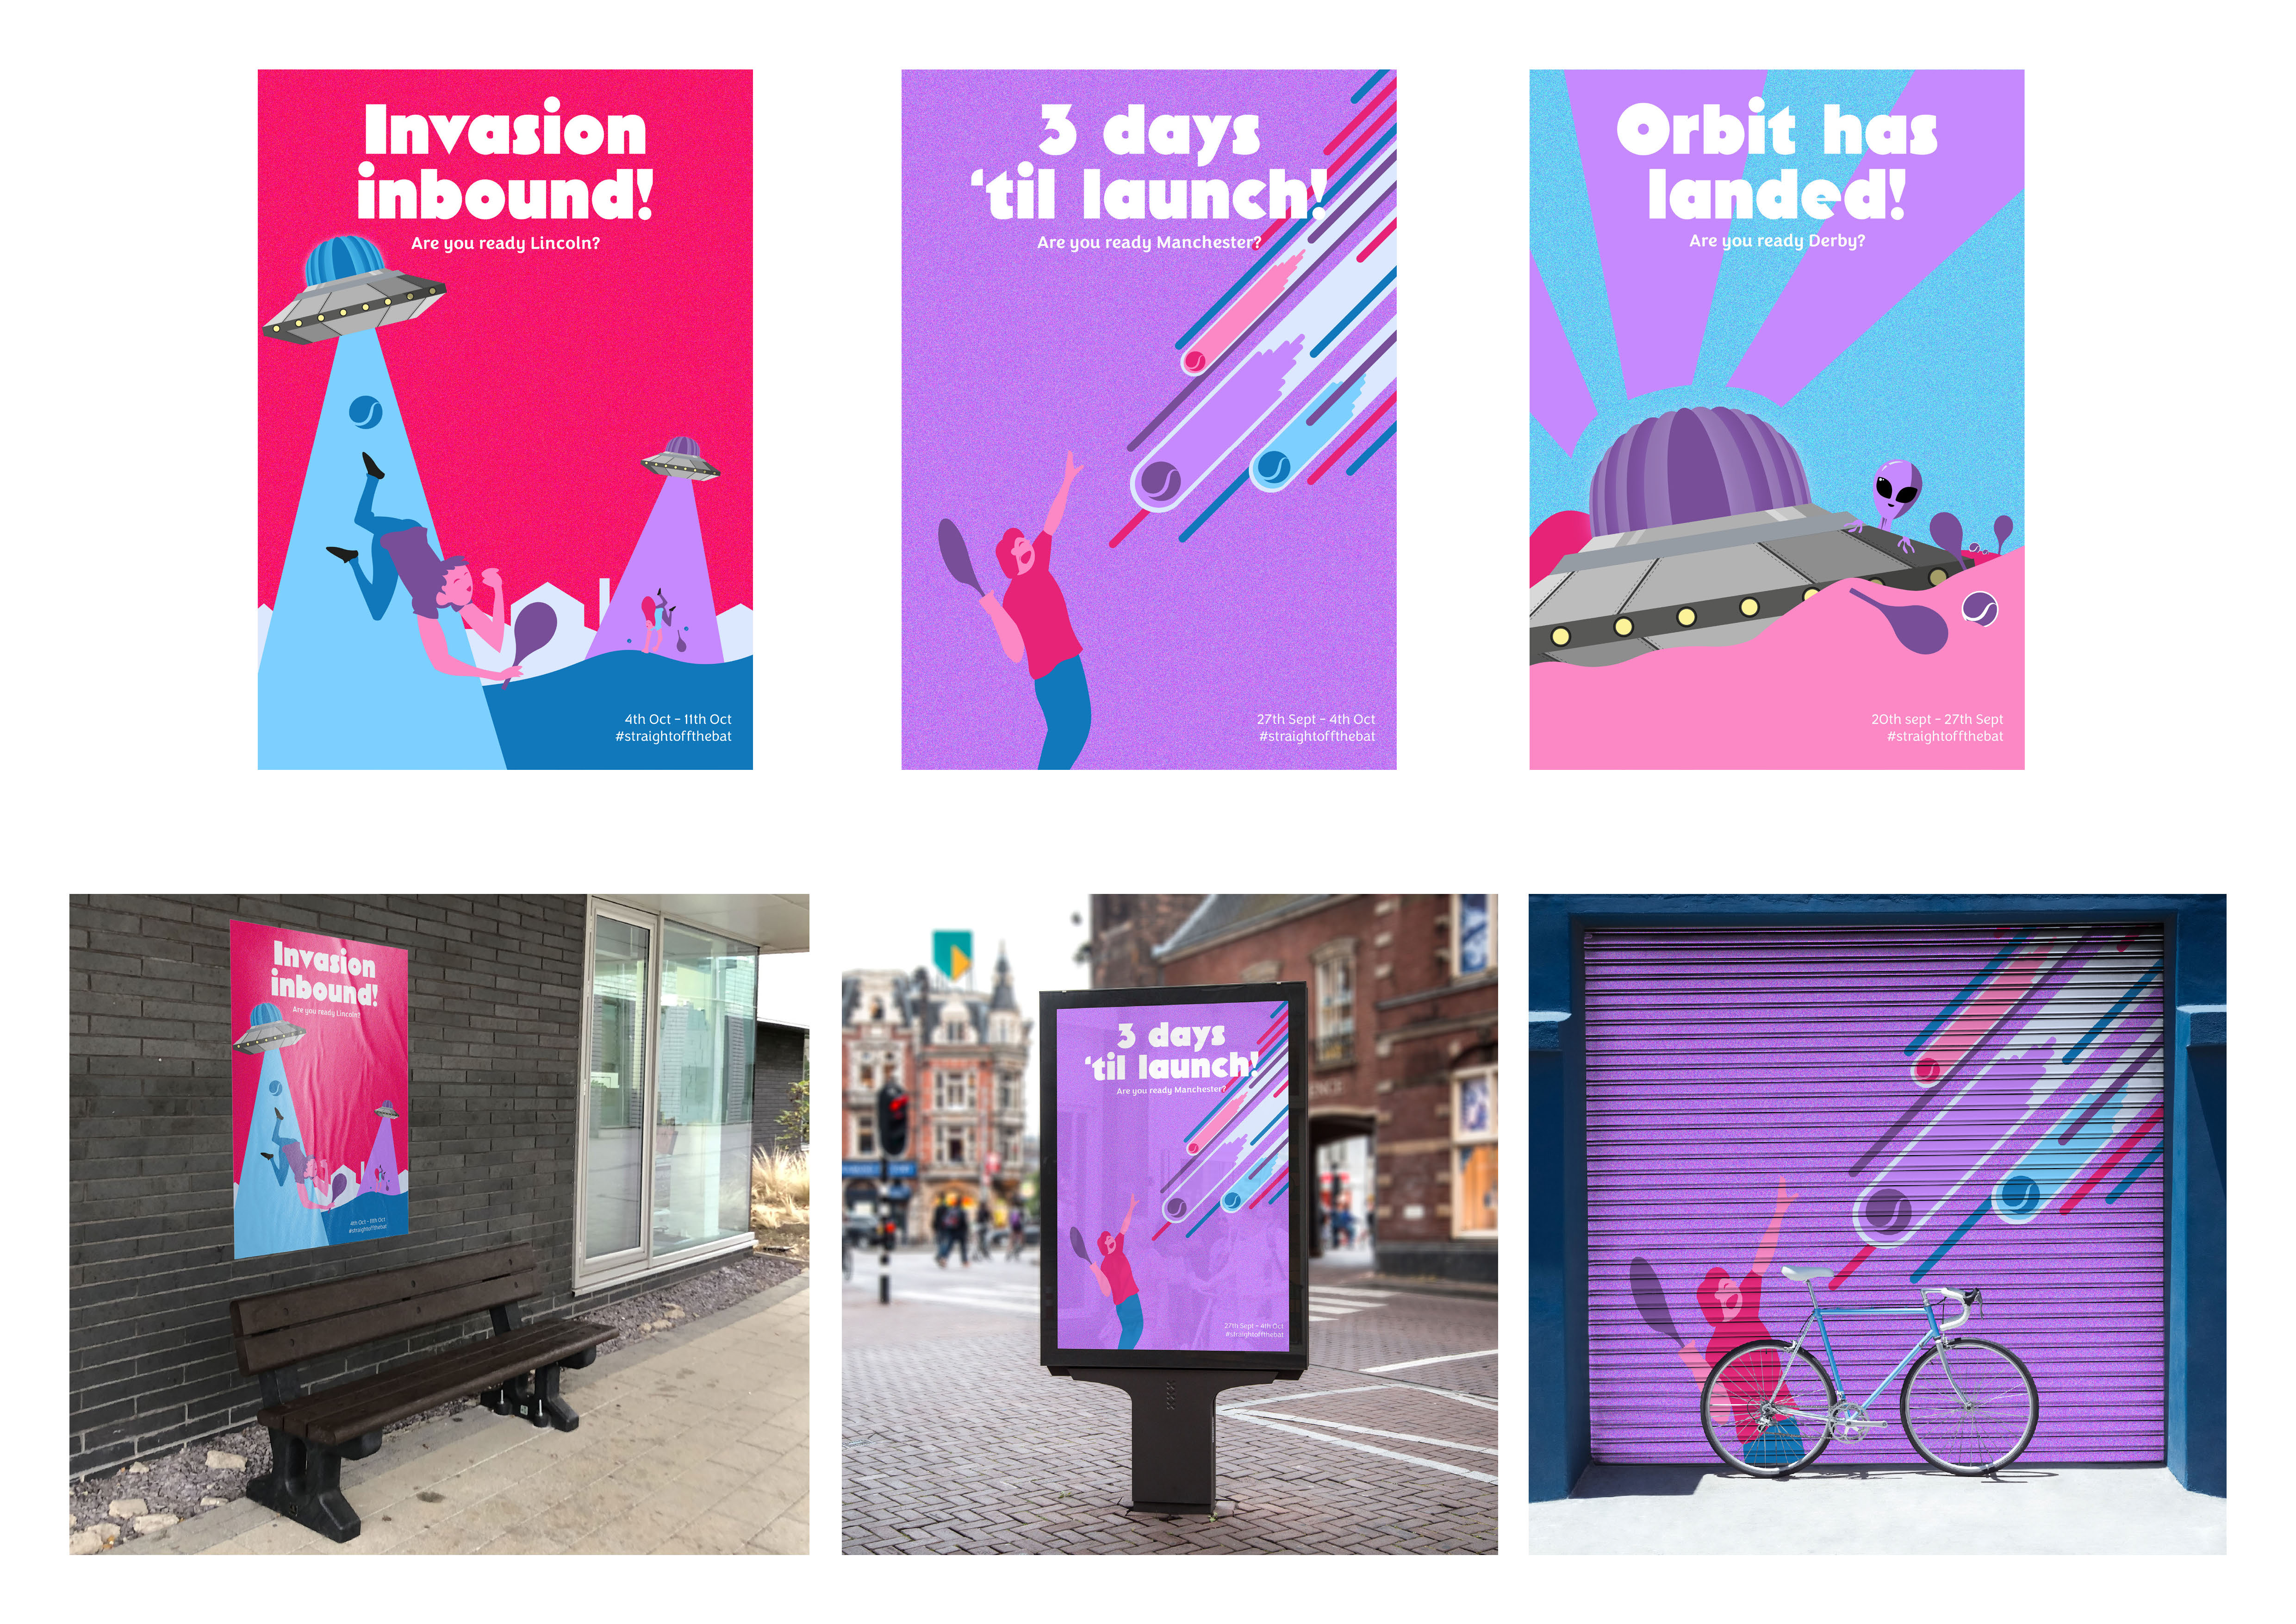 Invasion
inbound!
Are you ready Lincoln?
4th Oct - 11th Oct
#straightoffthebat
3 days
‘til launch!
Are you ready Manchester?
27th Sept - 4th Oct
#straightoffthebat
Orbit has
landed!
Are you ready Derby?
20th sept - 27th Sept
#straightoffthebat
Invasion
inbound!
Are you ready Lincoln?
4th Oct - 11th Oct
#straightoffthebat
3 days
‘til launch!
Are you ready Manchester?
27th Sept - 4th Oct
#straightoffthebat